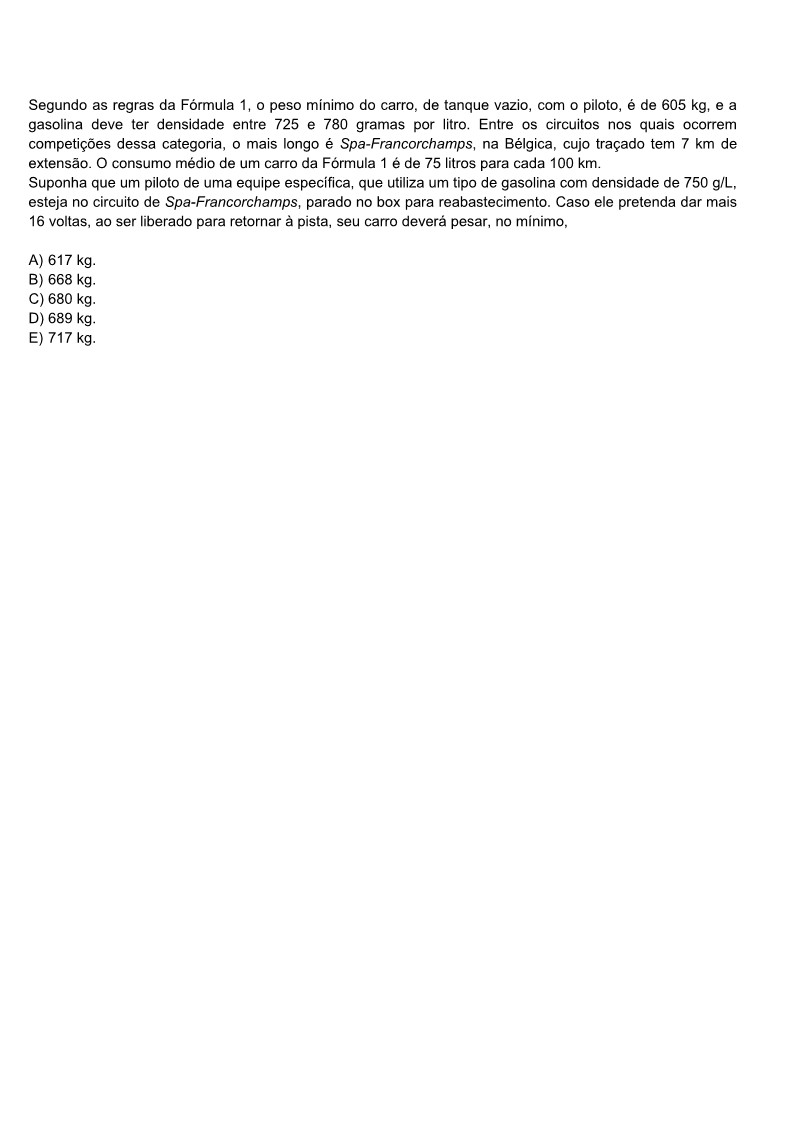 Segundo as regras da Fórmula 1, o peso mínimo do carro, de tanque vazio, com o piloto, é de 605 kg, e a
gasolina deve ter densidade entre 725 e 780 gramas por litro. Entre os circuitos nos quais ocorrem
competições dessa categoria, o mais longo é Spa-Francorchamps, na Bélgica, cujo traçado tem 7 km de
extensão. O consumo médio de um carro da Fórmula 1 é de 75 litros para cada 100 km.
Suponha que um piloto de uma equipe específica, que utiliza um tipo de gasolina com densidade de 750 g/L,
esteja no circuito de Spa-Francorchamps, parado no box para reabastecimento. Caso ele pretenda dar mais
16 voltas, ao ser liberado para retornar à pista, seu carro deverá pesar, no mínimo,
A) 617 kg.
B) 668 kg.
C) 680 kg.
D) 689 kg.
E) 717 kg.